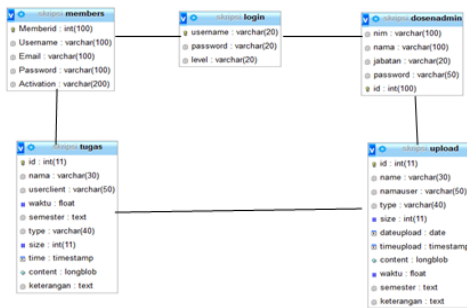 skripsi members
Memberid : int(100)
Username : varchar(100)
Email : varchar(100)
Password : varchar(100)
Activation : varchar(200)
skripsi login
username : varchar(20)
password : varchar(20)
level : varchar(20)
skripsi dosenadmin
nim : varchar(100)
nama : varchar(100)
jabatan : varchar(20)
password : varchar(50)
id : int(100)
skripsi tugas
id : int(11)
nama : varchar(30)
userclient : varchar(50)
waktu : float
semester : text
type : varchar(40)
size : int(11)
time : timestamp
content : longblob
keterangan : text
skripsi upload
id : int(11)
name : varchar(30)
namauser : varchar(50)
type : varchar(40)
size : int(11)
dateupload : date
timeupload : timestamp
content : longblob
waktu : float
semester : text
keterangan : text